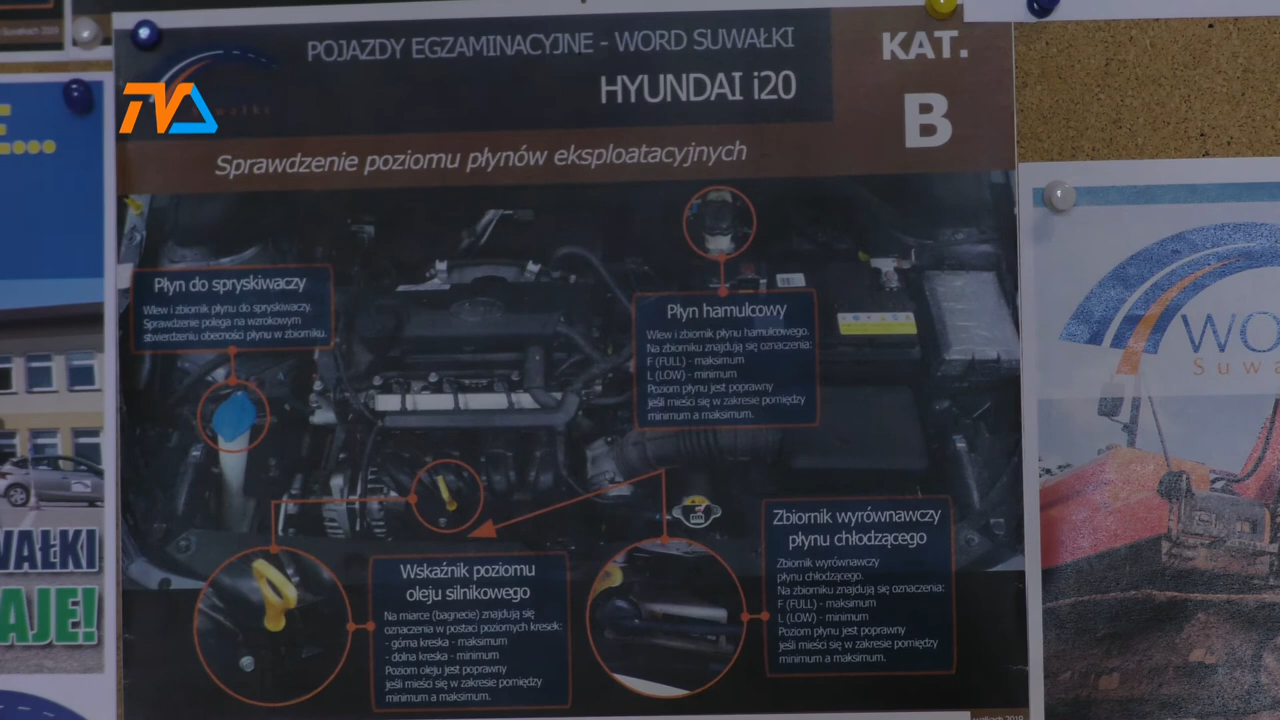 POJAZDY EGZAMINACYJNE - WORD SUWAŁKI
HYUNDAI i20
KAT.
B
TVA
Sprawdzenie poziomu płynów eksploatacyjnych
Płyn do spryskiwaczy
Wlew i zbiornik płynu do spryskiwaczy.
Sprawdzenie polega na wzrokowym
stwierdzeniu obecności płynu w zbiorniku.
Płyn hamulcowy
Wlew i zbiornik płynu hamulcowego.
Na zbiorniku znajdują się oznaczenia:
F (FULL) - maksimum
L (LOW) - minimum
Poziom płynu jest poprawny
jeśli mieści się w zakresie pomiędzy
minimum a maksimum.
Wskaźnik poziomu
oleju silnikowego
Na miarce (bagnecie) znajdują się
oznaczenia w postaci poziomych kresek:
- górna kreska - maksimum
- dolna kreska - minimum
Poziom oleju jest poprawny
jeśli mieści się w zakresie pomiędzy
minimum a maksimum.
Zbiornik wyrównawczy
płynu chłodzącego
Zbiornik wyrównawczy
płynu chłodzącego.
Na zbiorniku znajdują się oznaczenia:
F (FULL) - maksimum
L (LOW) - minimum
Poziom płynu jest poprawny
jeśli mieści się w zakresie pomiędzy
minimum a maksimum.
E...
WAŁKI
AJE!
WO
Suwa